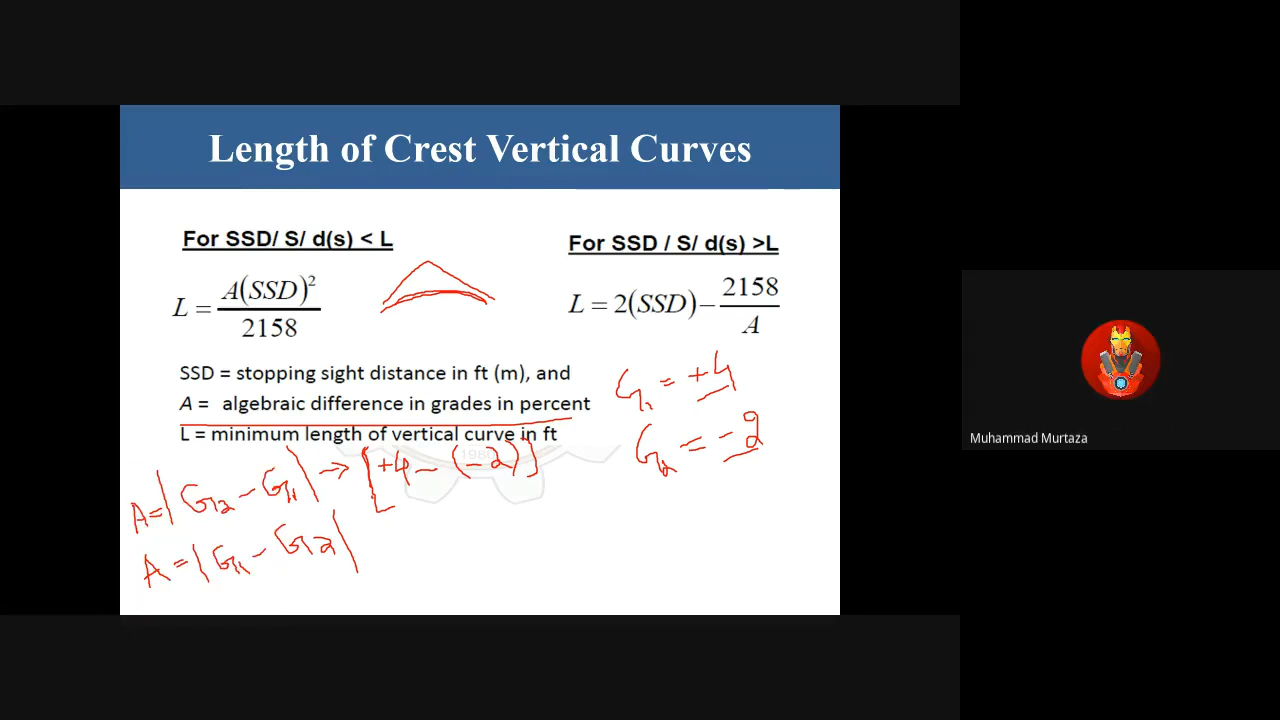 Length of Crest Vertical Curves
For SSD/ S/ d(s) < L
L = A(SSD)² / 2158
For SSD / S/ d(s) >L
L = 2(SSD) − 2158 / A
SSD = stopping sight distance in ft (m), and
A = algebraic difference in grades in percent
L = minimum length of vertical curve in ft
G₁ = +4
G₂ = −2
1980
A = |G₂ − G₁| → [+4 − (−2)]
A = |G₁ − G₂|
Muhammad Murtaza